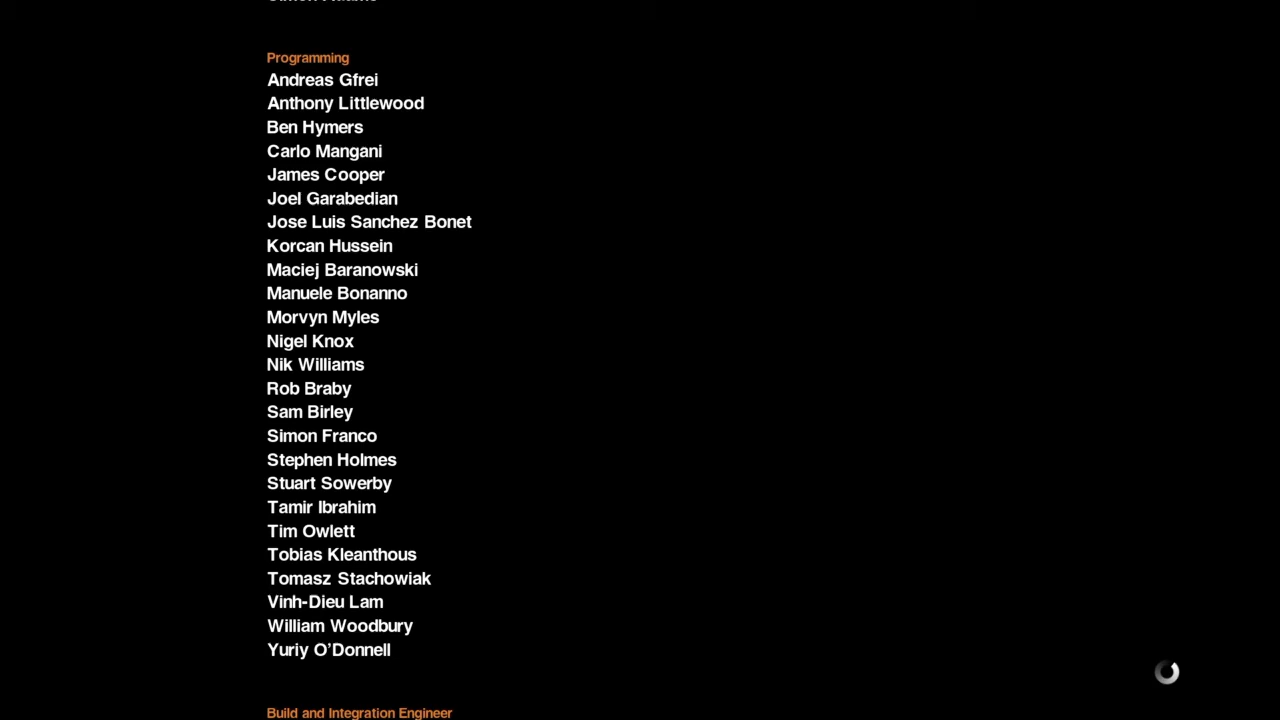 Programming
Andreas Gfrei
Anthony Littlewood
Ben Hymers
Carlo Mangani
James Cooper
Joel Garabedian
Jose Luis Sanchez Bonet
Korcan Hussein
Maciej Baranowski
Manuele Bonanno
Morvyn Myles
Nigel Knox
Nik Williams
Rob Braby
Sam Birley
Simon Franco
Stephen Holmes
Stuart Sowerby
Tamir Ibrahim
Tim Owlett
Tobias Kleanthous
Tomasz Stachowiak
Vinh-Dieu Lam
William Woodbury
Yuriy O’Donnell
Build and Integration Engineer